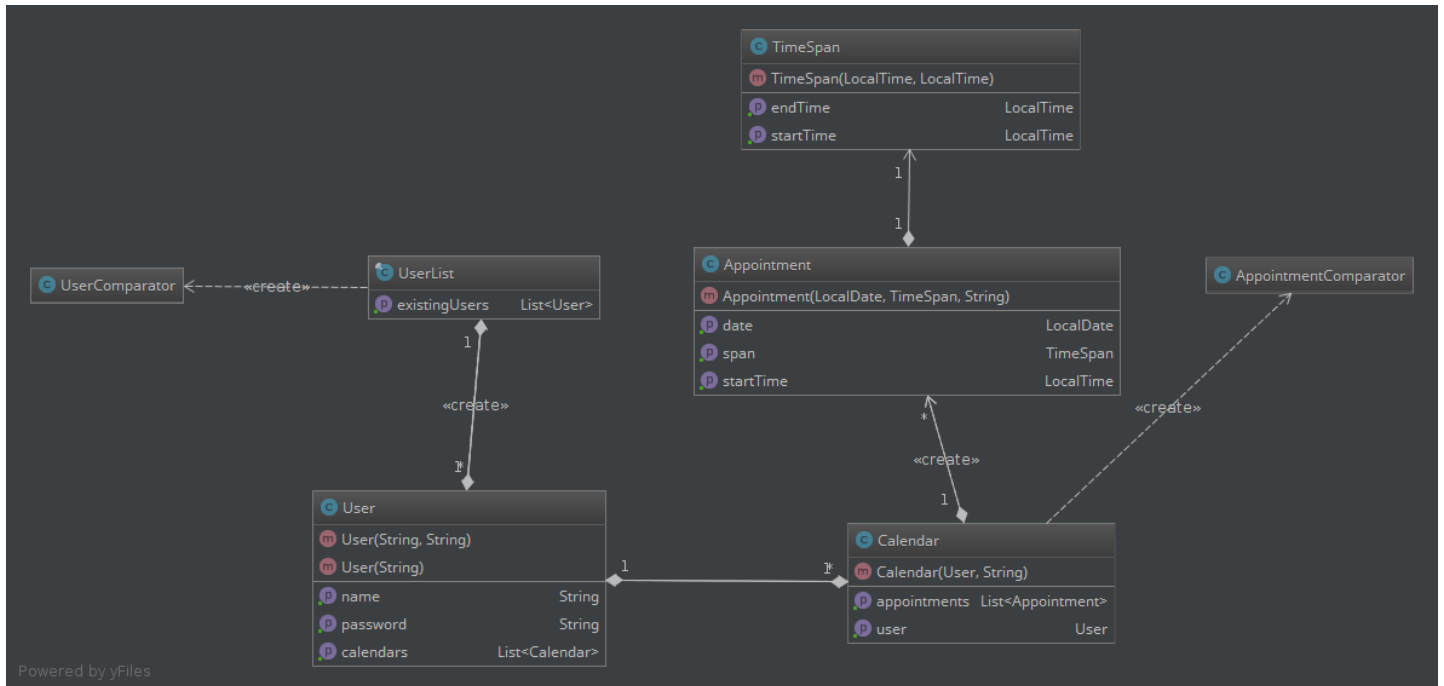 TimeSpan
TimeSpan(LocalTime, LocalTime)
endTime LocalTime
startTime LocalTime
1
1
UserComparator
«create»
UserList
existingUsers List<User>
1
«create»
1*
Appointment
Appointment(LocalDate, TimeSpan, String)
date LocalDate
span TimeSpan
startTime LocalTime
*
«create»
1
AppointmentComparator
«create»
User
User(String, String)
User(String)
name String
password String
calendars List<Calendar>
1
1*
Calendar
Calendar(User, String)
appointments List<Appointment>
user User
Powered by yFiles